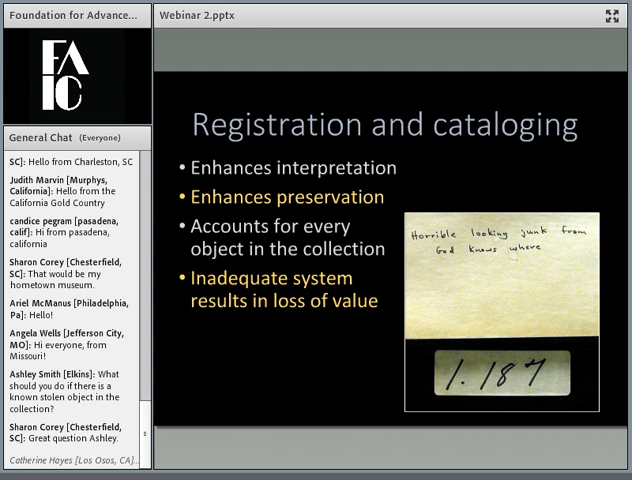 Foundation for Advance...
Webinar 2.pptx
FA
IC
General Chat (Everyone)
SC]: Hello from Charleston, SC
Judith Marvin [Murphys,
California]: Hello from the
California Gold Country
candice pegram [pasadena,
calif]: Hi from pasadena,
california
Sharon Corey [Chesterfield,
SC]: That would be my
hometown museum.
Ariel McManus [Philadelphia,
Pa]: Hello!
Angela Wells [Jefferson City,
MO]: Hi everyone, from
Missouri!
Ashley Smith [Elkins]: What
should you do if there is a
known stolen object in the
collection?
Sharon Corey [Chesterfield,
SC]: Great question Ashley.
Catherine Hayes [Los Osos, CA]...
Registration and cataloging
• Enhances interpretation
• Enhances preservation
• Accounts for every
object in the collection
• Inadequate system
results in loss of value
Horrible looking junk from
God knows where
1.187